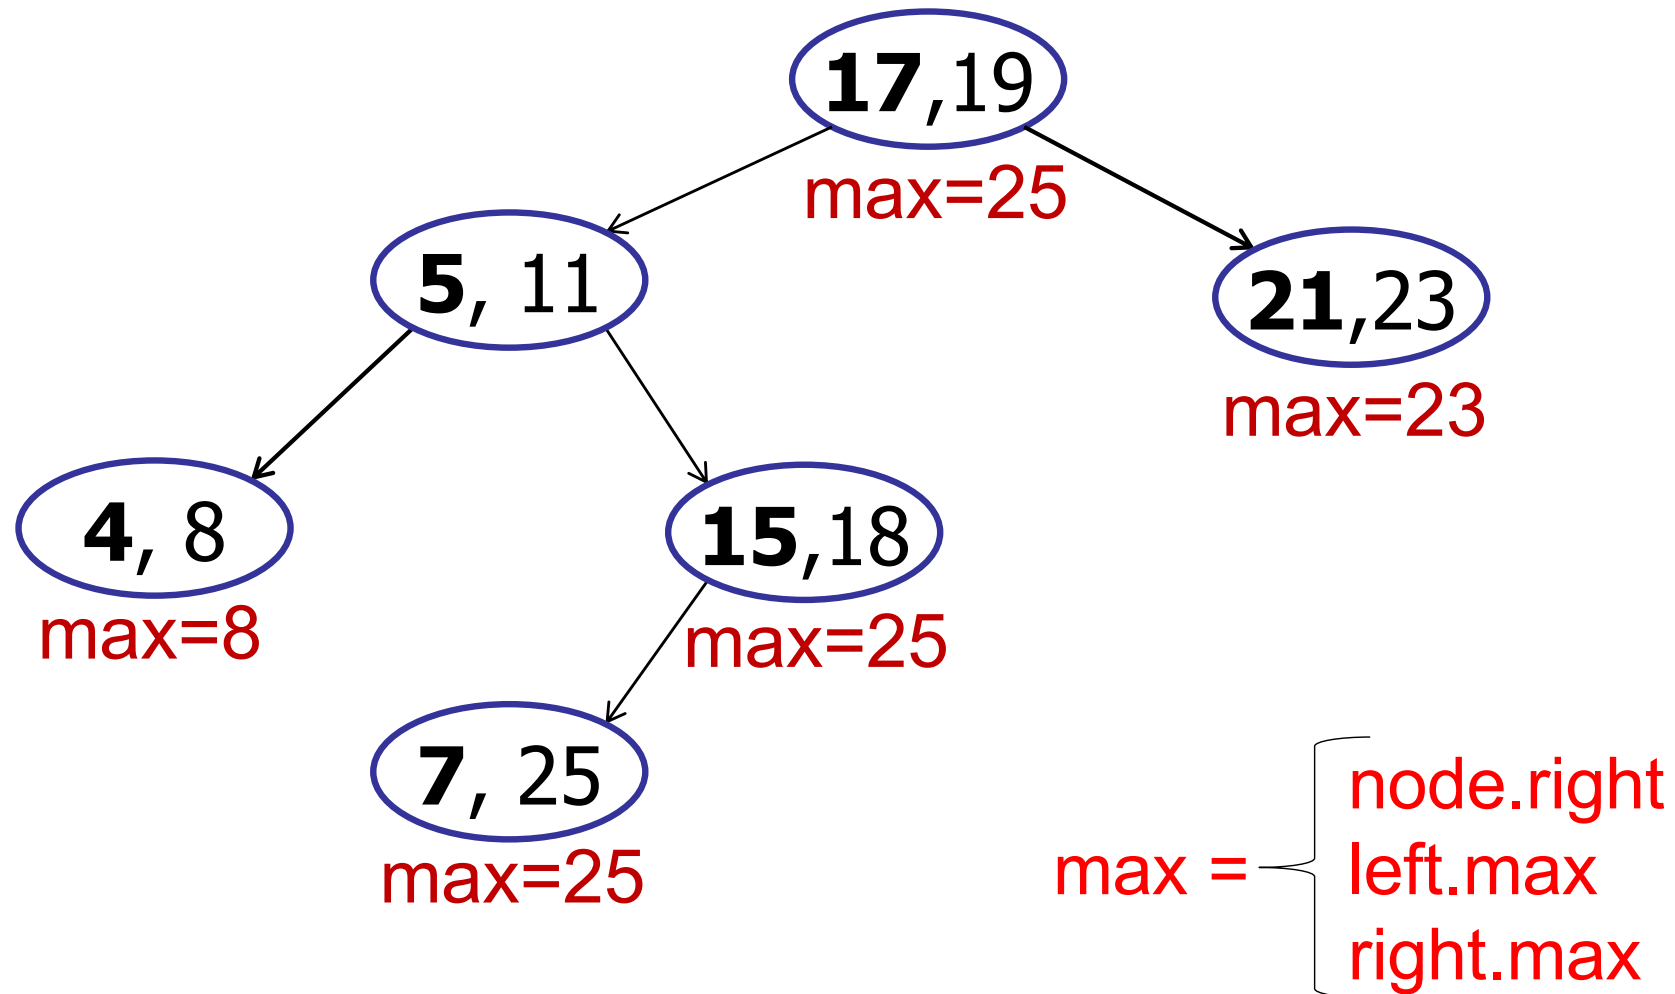 17,19
max=25
5, 11
21,23
max=23
4, 8
max=8
15,18
max=25
7, 25
max=25
max =
node.right
left.max
right.max